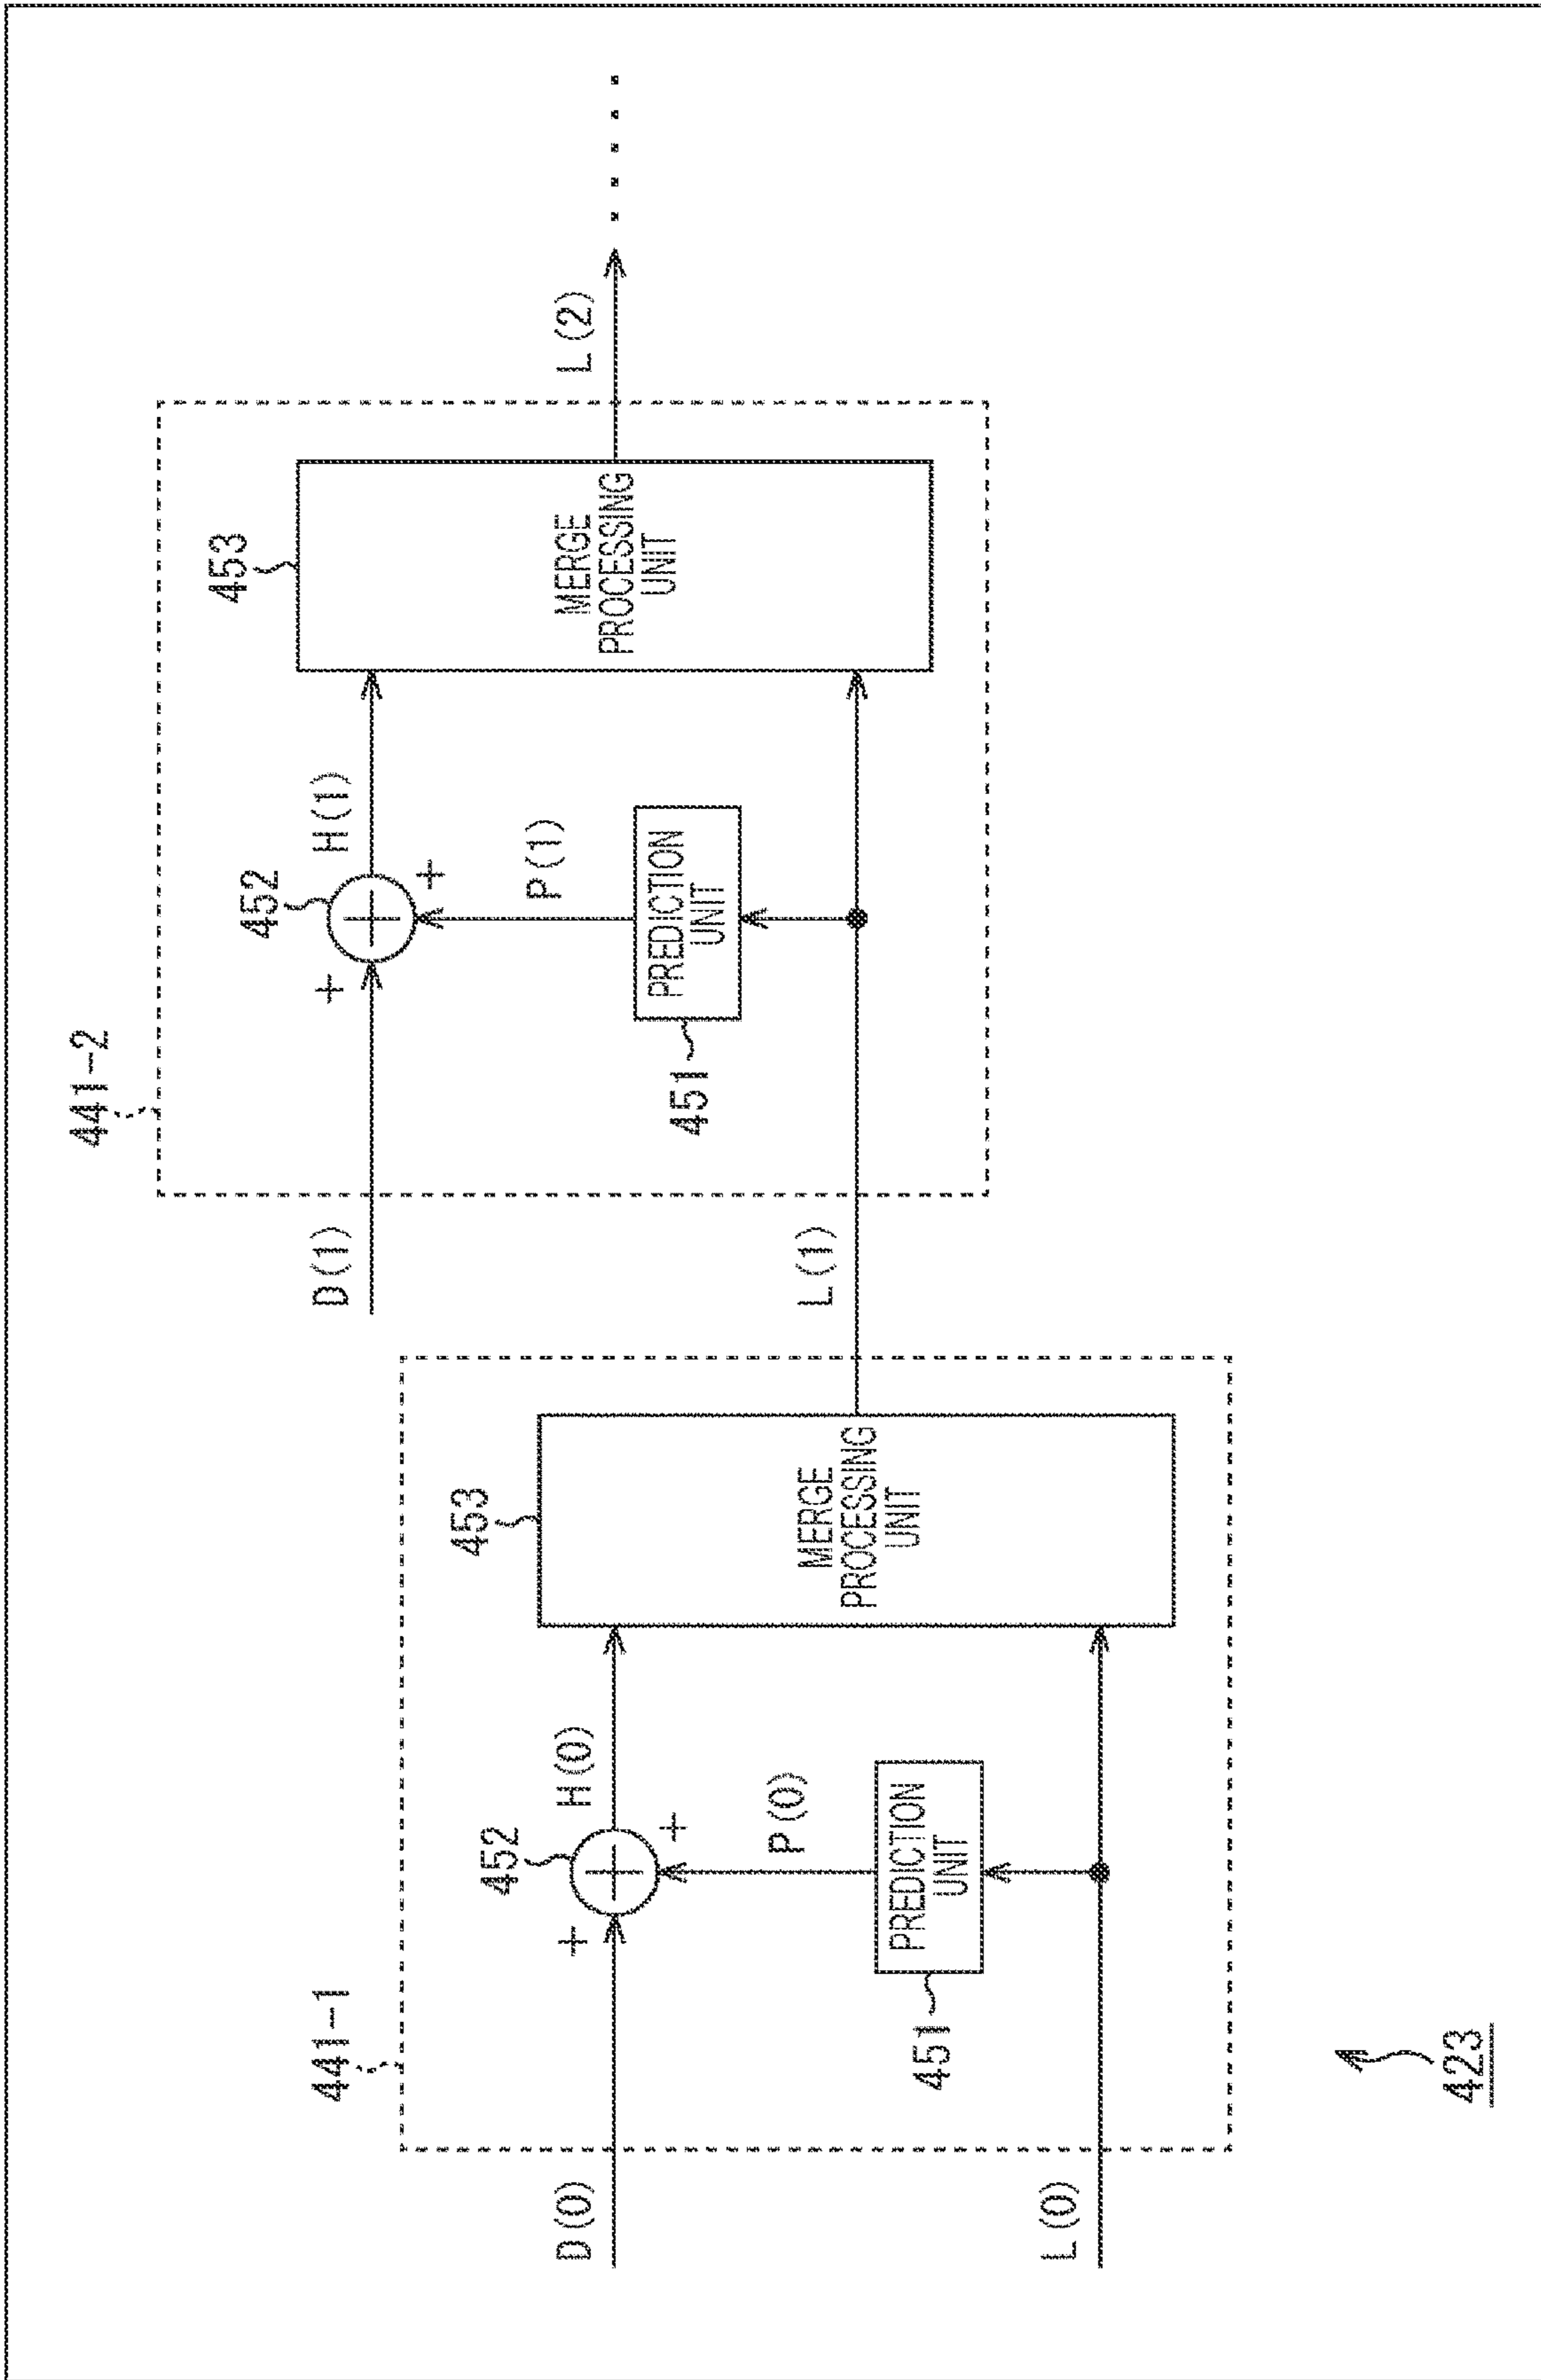 441-2
452
453
D(1)
+
H(1)
+
P(1)
MERGE
PROCESSING
UNIT
L(2)
451
PREDICTION
UNIT
L(1)
441-1
452
453
D(0)
+
H(0)
+
P(0)
MERGE
PROCESSING
UNIT
451
PREDICTION
UNIT
L(0)
423